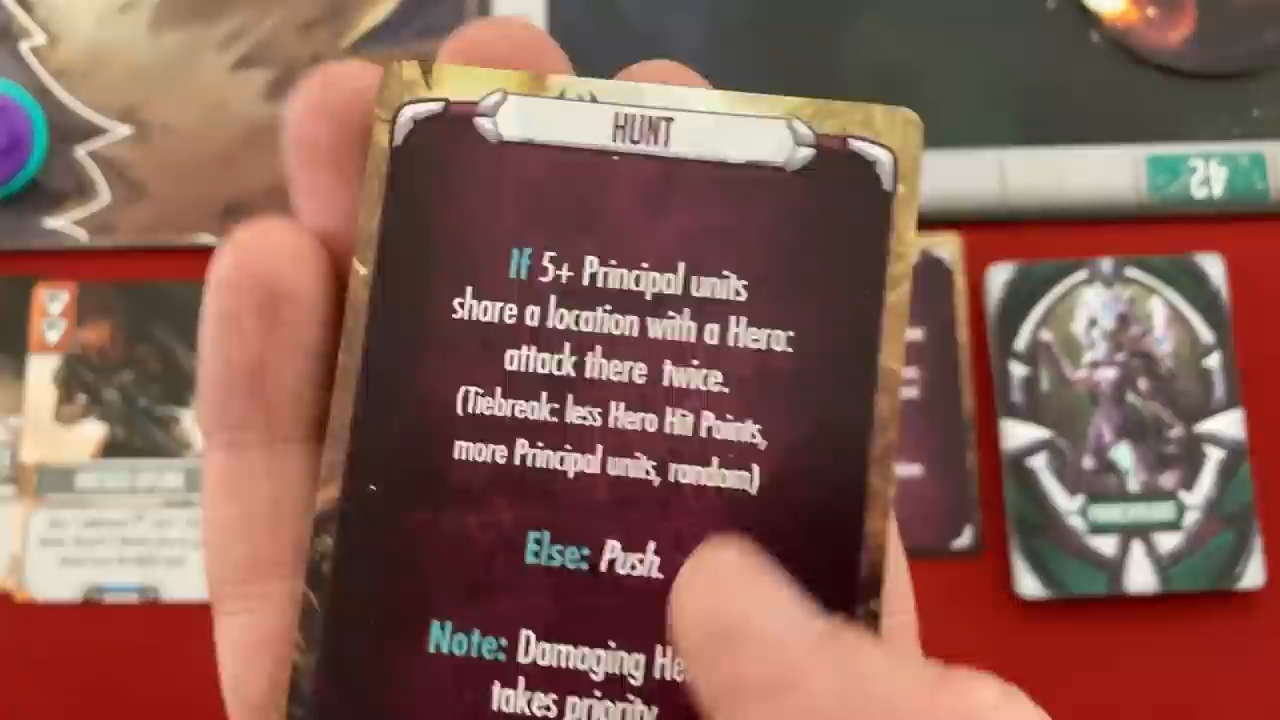 HUNT
If 5+ Principal units
share a location with a Hero:
attack there twice.
(Tiebreak: less Hero Hit Points,
more Principal units, random)
Else: Push.
Note: Damaging He
takes priority
42